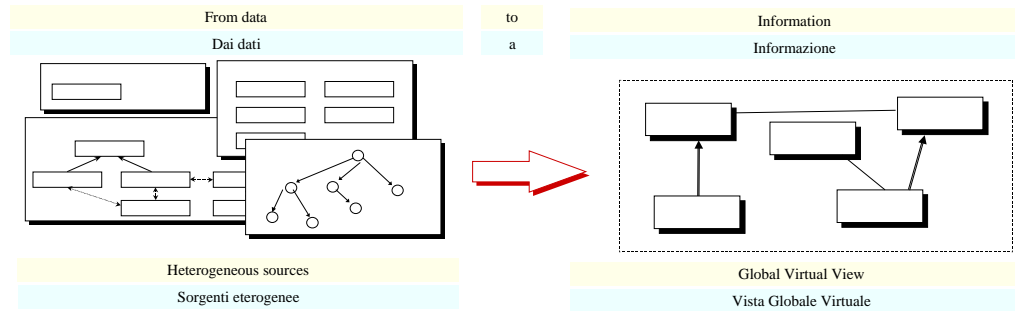 From data
to
Information
Dai dati
a
Informazione
Heterogeneous sources
Global Virtual View
Sorgenti eterogenee
Vista Globale Virtuale